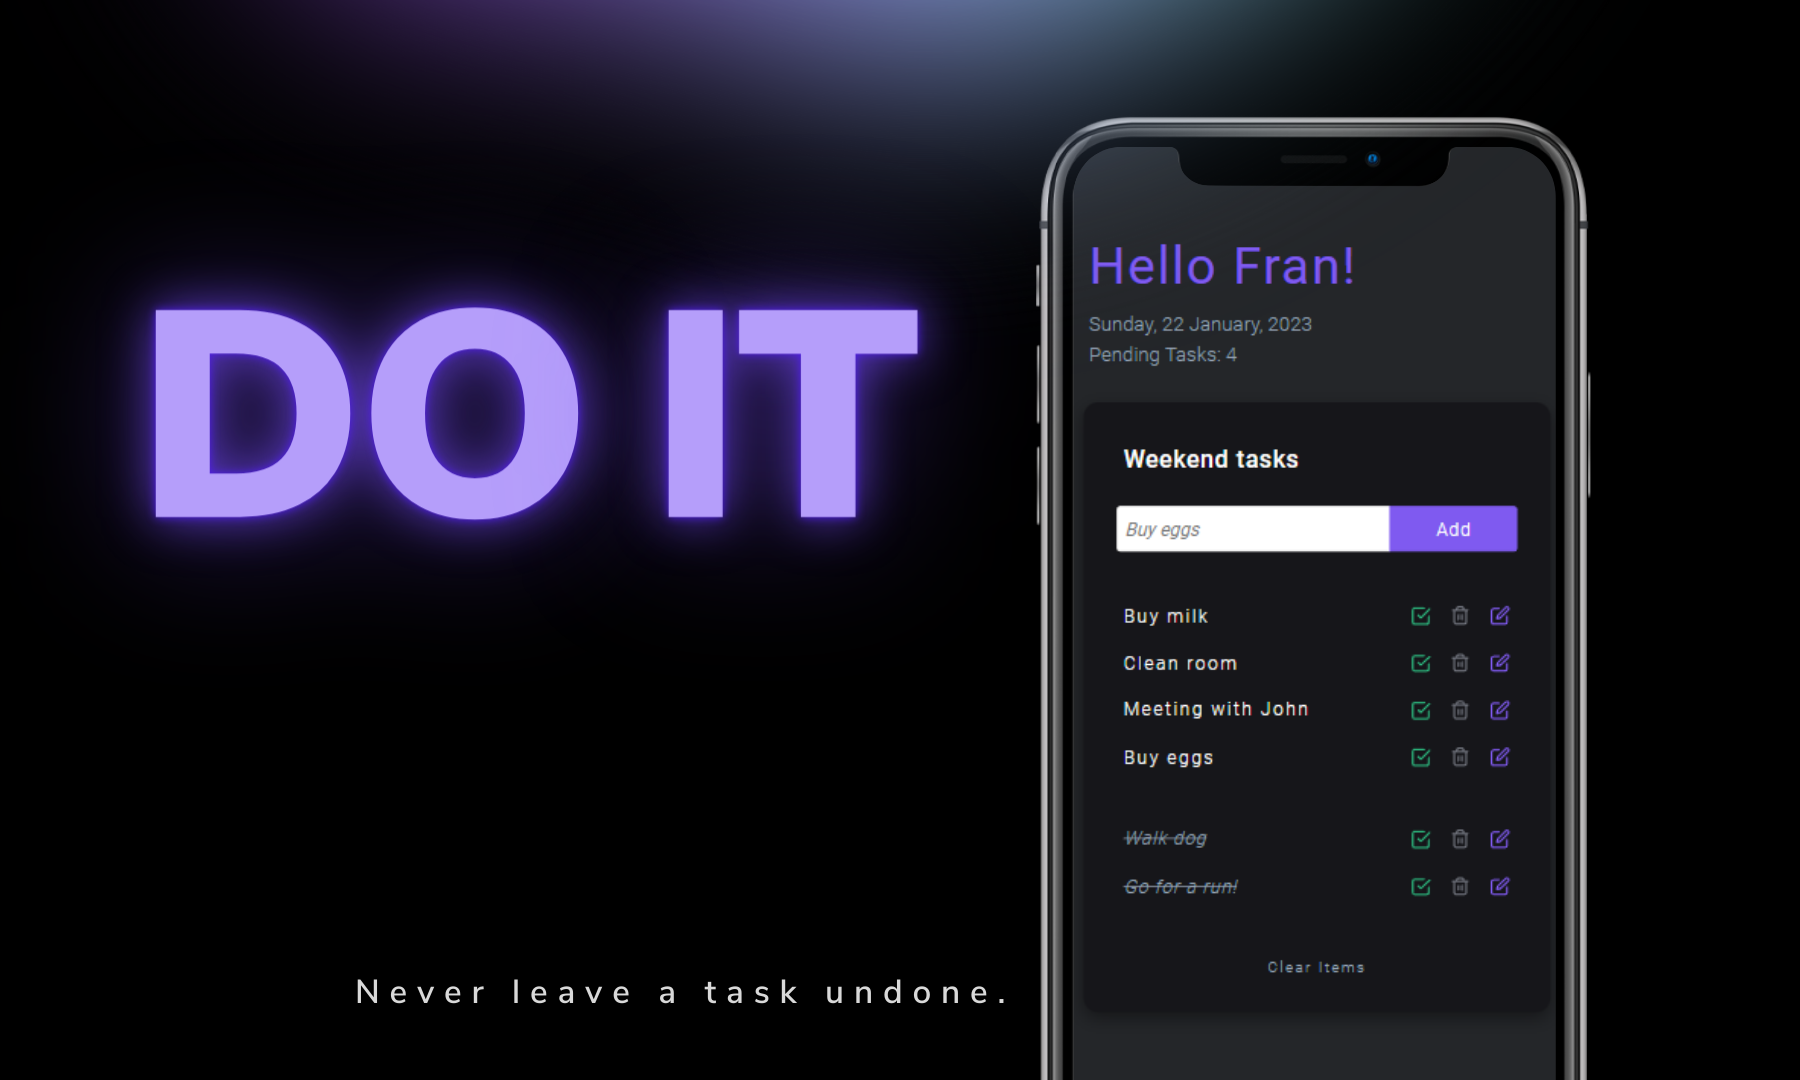 DO IT
Never leave a task undone.
Hello Fran!
Sunday, 22 January, 2023
Pending Tasks: 4
Weekend tasks
Buy eggs
Add
Buy milk
Clean room
Meeting with John
Buy eggs
Walk dog
Go for a run!
Clear Items